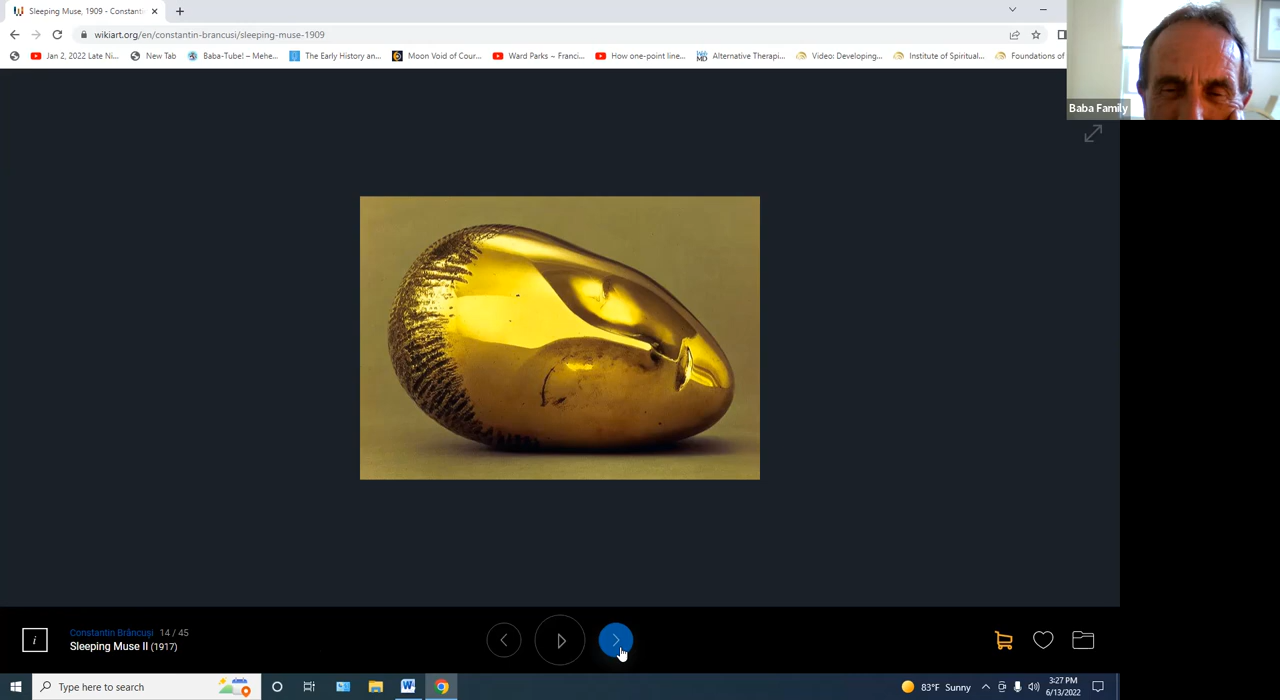 Sleeping Muse, 1909 - Constanti
wikiart.org/en/constantin-brancusi/sleeping-muse-1909
Jan 2, 2022 Late Ni...
New Tab
Baba-Tube! – Mehe...
The Early History an...
Moon Void of Cour...
Ward Parks ~ Franci...
How one-point line...
Alternative Therapi...
Video: Developing...
Institute of Spiritual...
Foundations of
Baba Family
i
Constantin Brâncuși 14 / 45
Sleeping Muse II (1917)
Type here to search
W
83°F Sunny
3:27 PM
6/13/2022